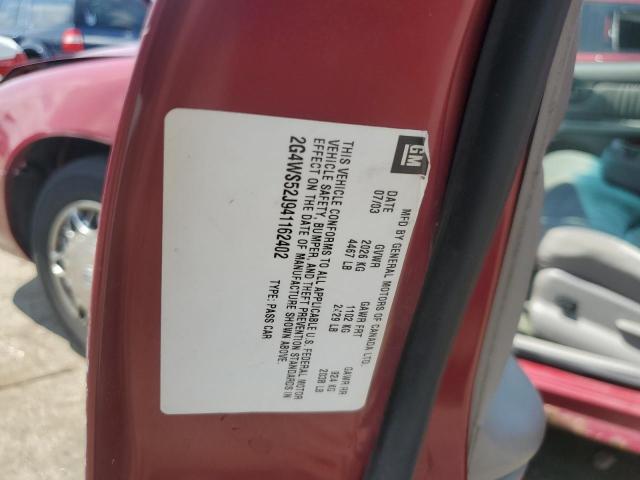 GM
MFD BY GENERAL MOTORS OF CANADA LTD.
DATE GVWR GAWR FRT GAWR RR
07/03 2026 KG 1102 KG 924 KG
4467 LB 2429 LB 2038 LB
THIS VEHICLE CONFORMS TO ALL APPLICABLE U.S. FEDERAL MOTOR
VEHICLE SAFETY, BUMPER, AND THEFT PREVENTION STANDARDS IN
EFFECT ON THE DATE OF MANUFACTURE SHOWN ABOVE.
2G4WS52J941162402 TYPE: PASS CAR